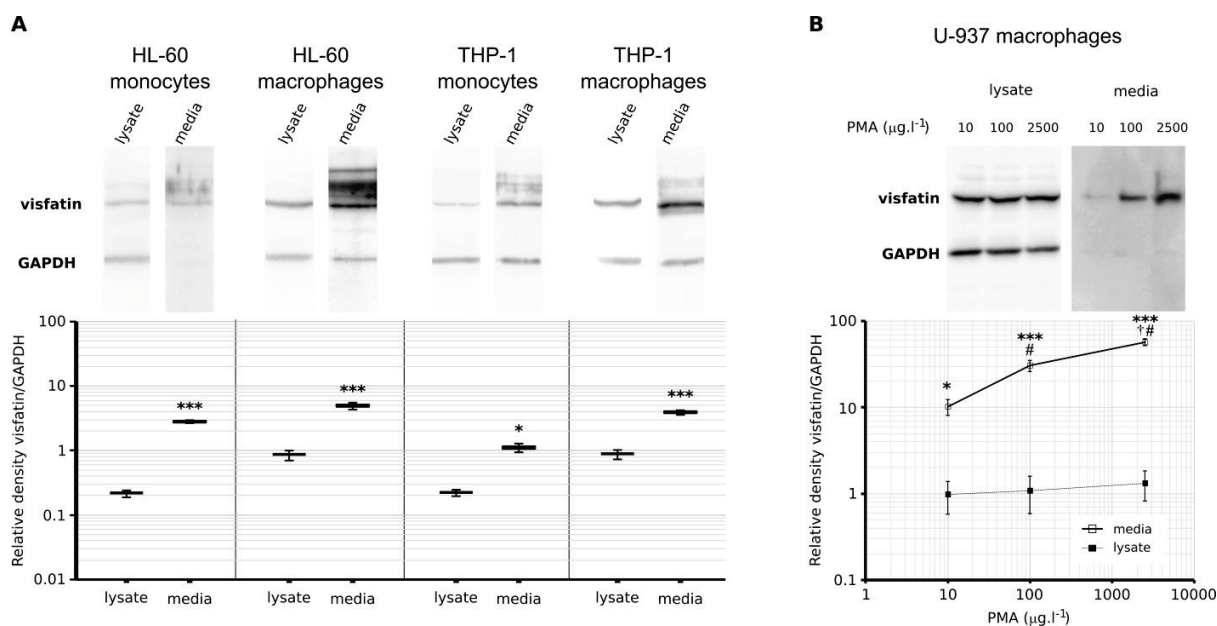 A
HL-60 monocytes
HL-60 macrophages
THP-1 monocytes
THP-1 macrophages
lysate media lysate media lysate media lysate media
visfatin
GAPDH
Relative density visfatin/GAPDH
100
10
1
0.1
0.01
*** *** * ***
lysate media lysate media lysate media lysate media
B
U-937 macrophages
lysate media
PMA (µg.l⁻¹) 10 100 2500 10 100 2500
visfatin
GAPDH
Relative density visfatin/GAPDH
100
10
1
0.1
*
***
#
***
†#
media
lysate
1 10 100 1000 10000
PMA (µg.l⁻¹)